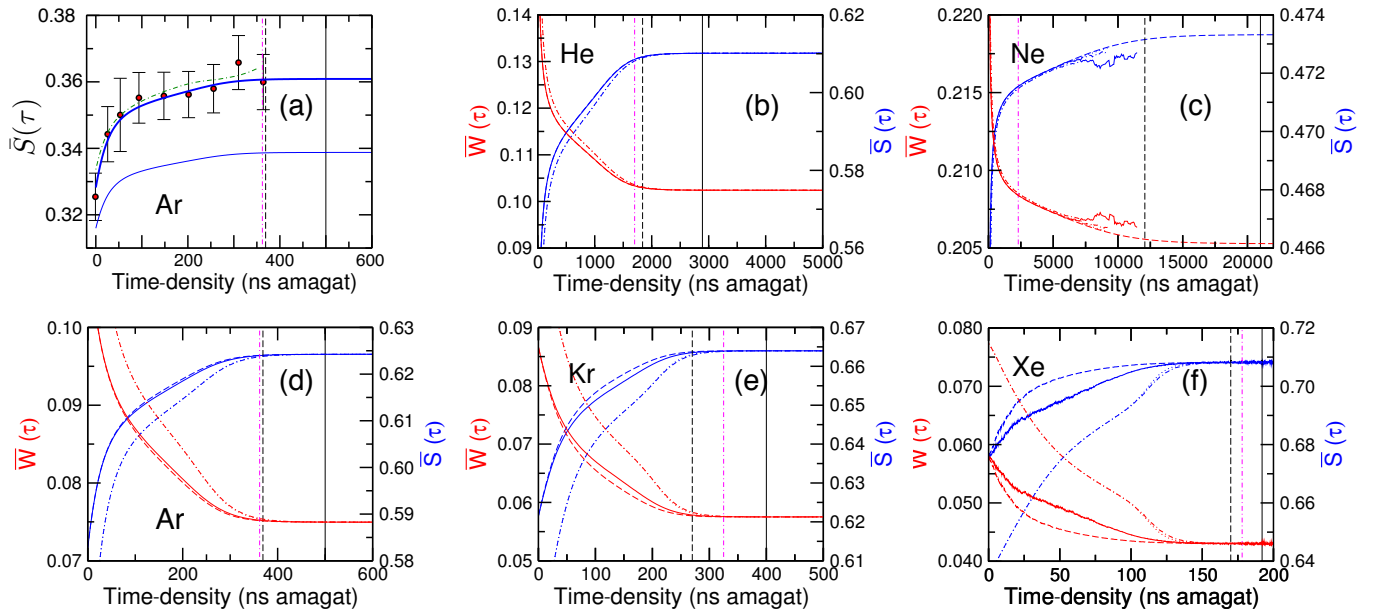 S̄(τ)
0.36
0.34
0.32
0
200
400
600
(a)
Ar
Time-density (ns amagat)
W̄ (τ)
0.14
0.13
0.12
0.11
0.10
0.09
He
(b)
0.62
0.60
0.58
0.56
S̄ (τ)
0
1000
2000
3000
4000
5000
Time-density (ns amagat)
W̄ (τ)
0.220
0.215
0.210
0.205
Ne
(c)
0.474
0.472
0.470
0.468
0.466
S̄ (τ)
0
5000
10000
15000
20000
Time-density (ns amagat)
W̄ (τ)
0.10
0.09
0.08
0.07
(d)
Ar
0.63
0.62
0.61
0.60
0.59
0.58
S̄ (τ)
0
200
400
600
Time-density (ns amagat)
W̄ (τ)
0.09
0.08
0.07
0.06
0.05
Kr
(e)
0.67
0.66
0.65
0.64
0.63
0.62
0.61
S̄ (τ)
0
100
200
300
400
500
Time-density (ns amagat)
W (τ)
0.080
0.070
0.060
0.050
0.040
Xe
(f)
0.72
0.70
0.68
0.66
0.64
S̄ (τ)
0
50
100
150
200
Time-density (ns amagat)